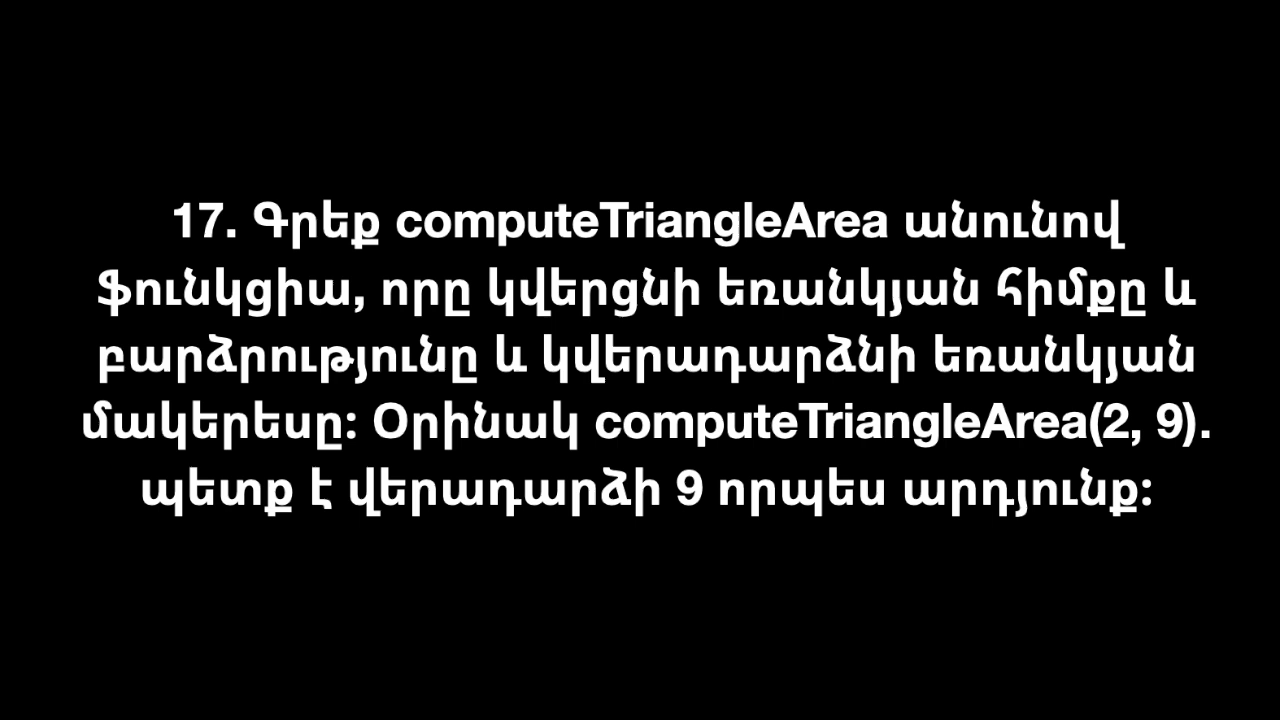 17. Գրեք computeTriangleArea անունով
ֆունկցիա, որը կվերցնի եռանկյան հիմքը և
բարձրությունը և կվերադարձնի եռանկյան
մակերեսը: Օրինակ computeTriangleArea(2, 9).
պետք է վերադարձի 9 որպես արդյունք: